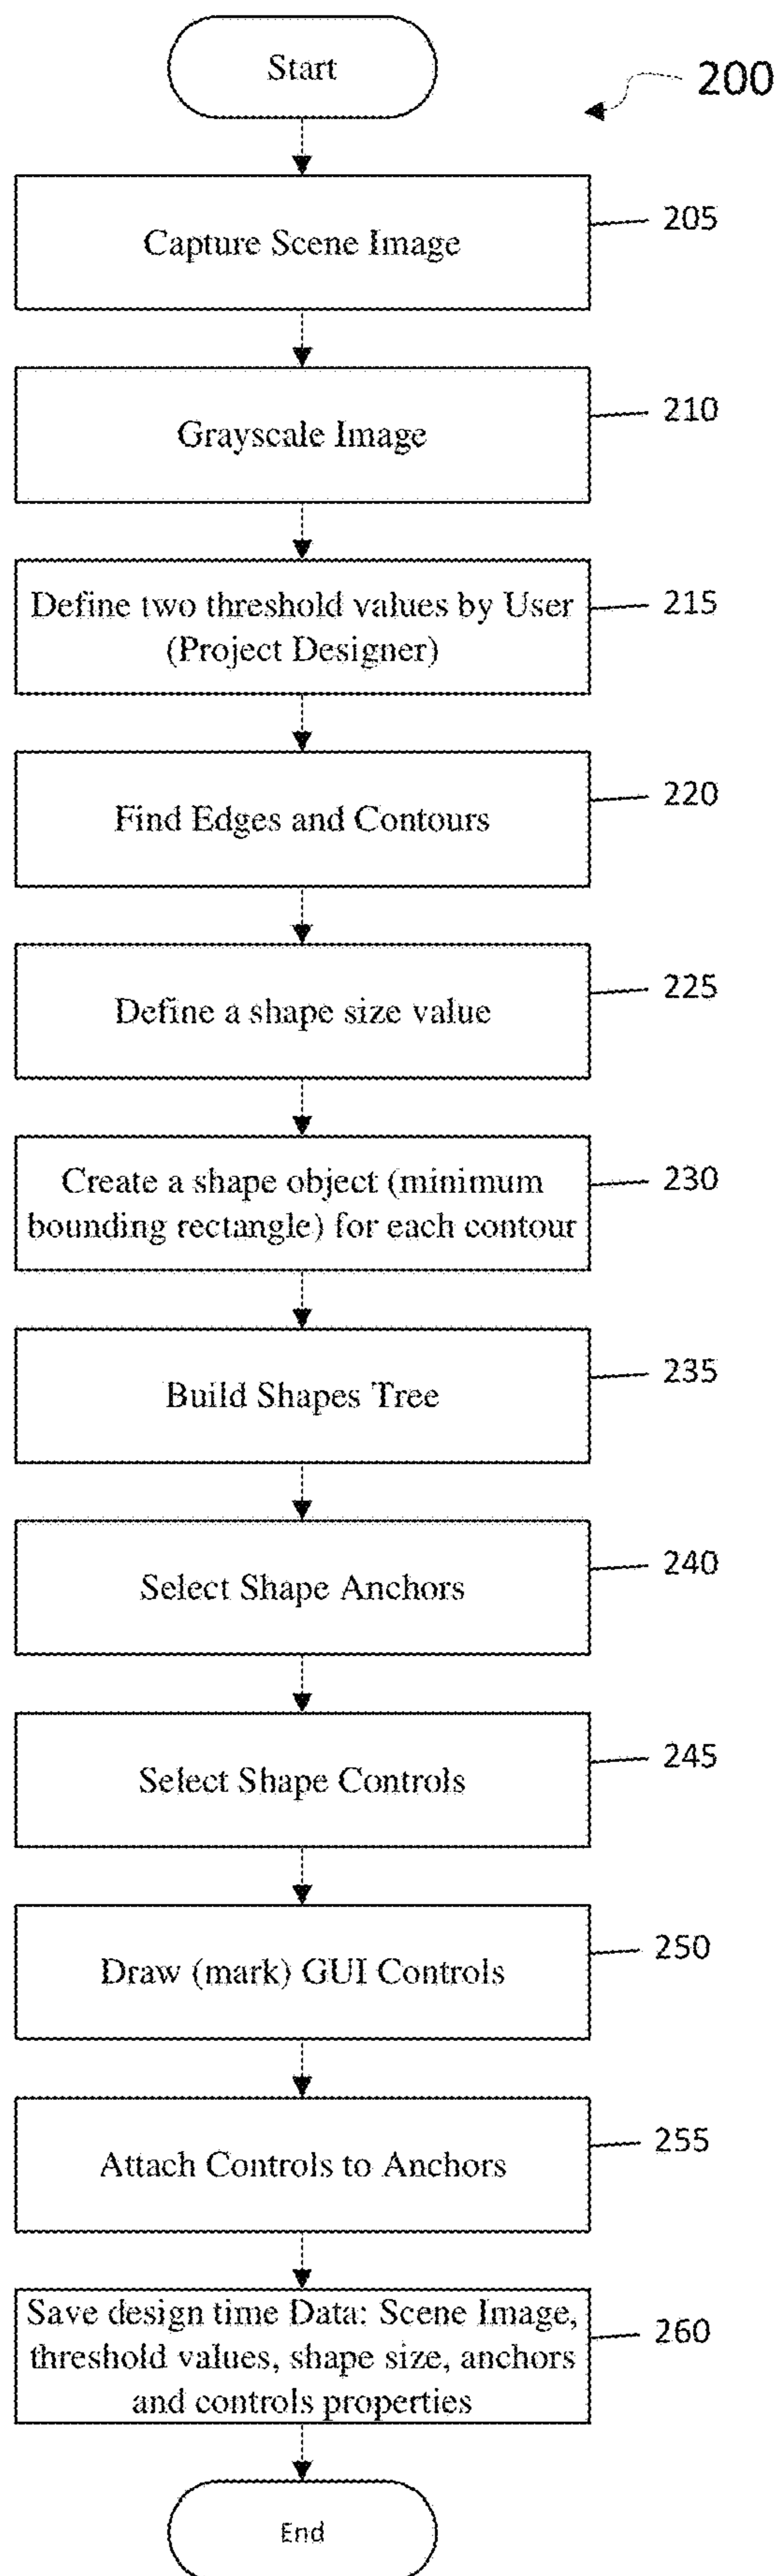 Start
200
Capture Scene Image
205
Grayscale Image
210
Define two threshold values by User
(Project Designer)
215
Find Edges and Contours
220
Define a shape size value
225
Create a shape object (minimum
bounding rectangle) for each contour
230
Build Shapes Tree
235
Select Shape Anchors
240
Select Shape Controls
245
Draw (mark) GUI Controls
250
Attach Controls to Anchors
255
Save design time Data: Scene Image,
threshold values, shape size, anchors
and controls properties
260
End